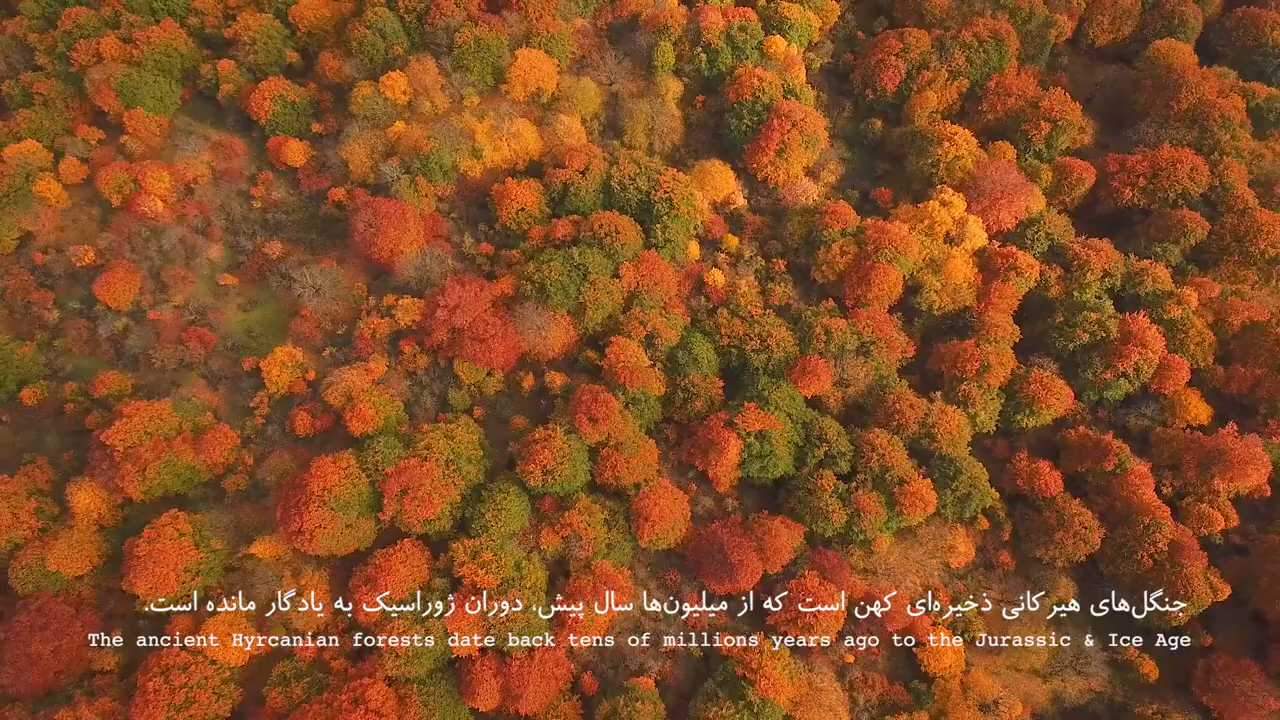 جنگل‌های هیرکانی ذخیره‌ای کهن است که از میلیون‌ها سال پیش، دوران ژوراسیک به یادگار مانده است.
The ancient Hyrcanian forests date back tens of millions years ago to the Jurassic & Ice Age